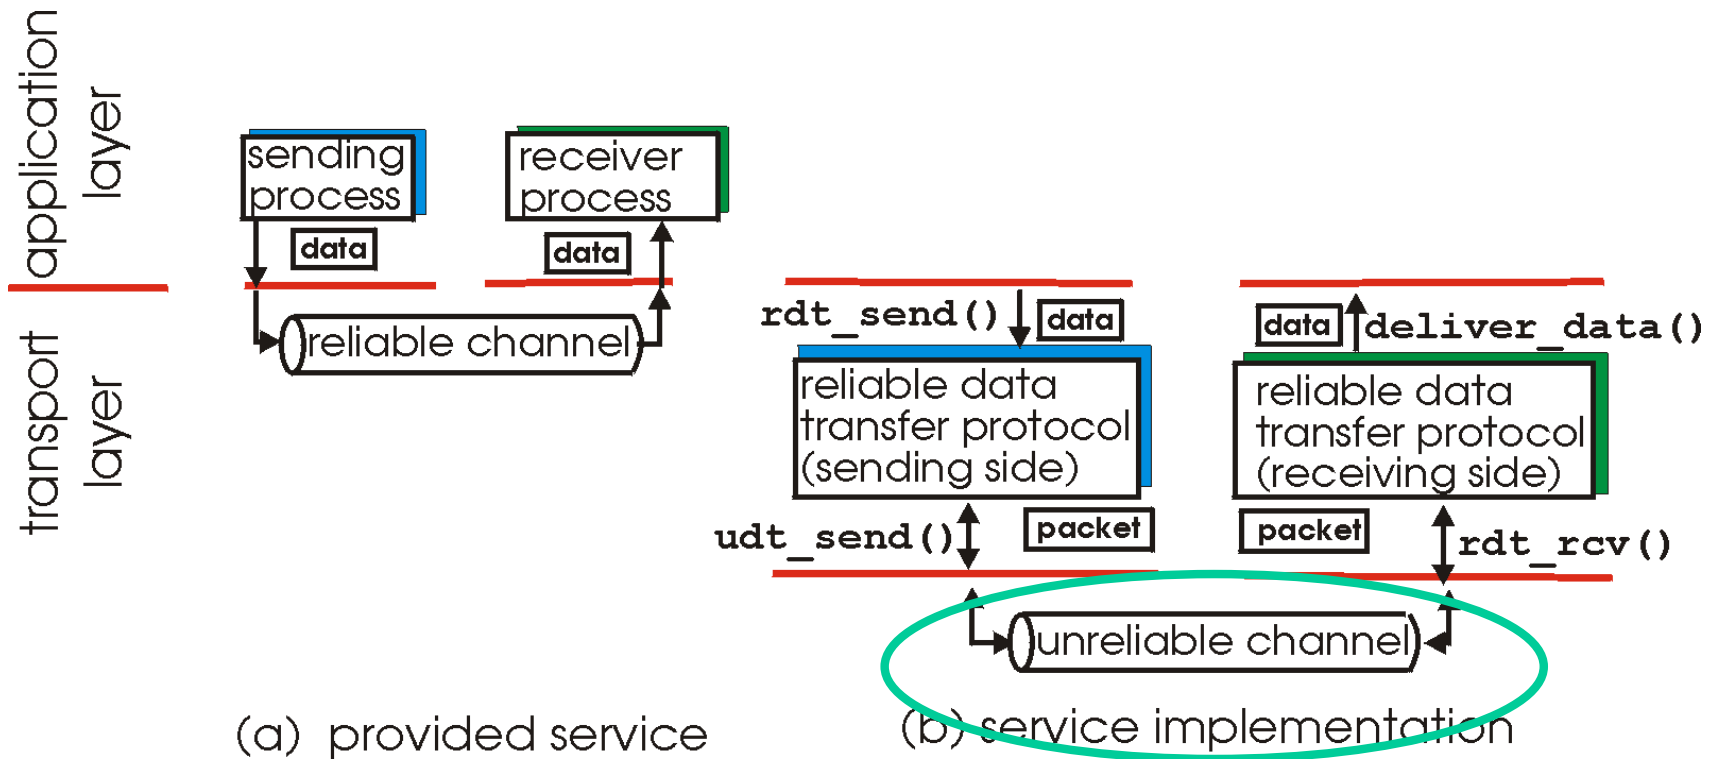 application
layer
transport
layer
sending
process
data
receiver
process
data
reliable channel
(a) provided service
rdt_send()
data
reliable data
transfer protocol
(sending side)
udt_send()
packet
data
deliver_data()
reliable data
transfer protocol
(receiving side)
packet
rdt_rcv()
unreliable channel
(b) service implementation